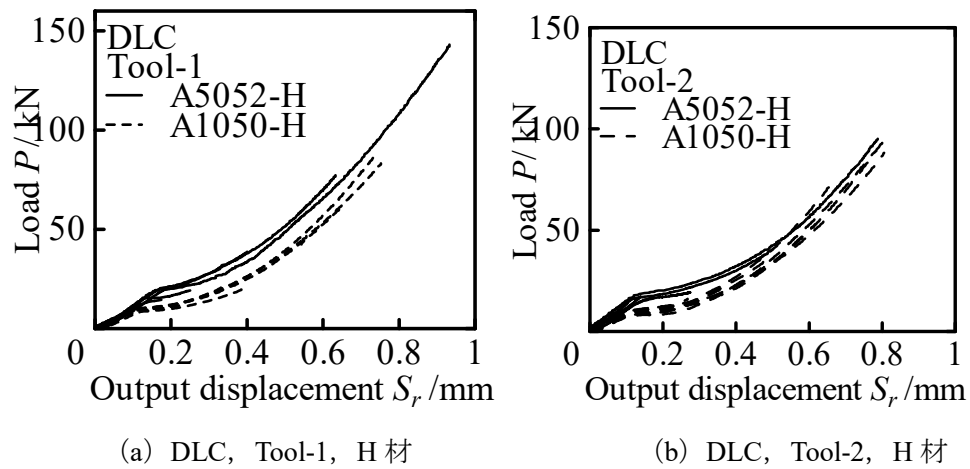 150
DLC
Tool-1
A5052-H
A1050-H
100
50
Load P / kN
0 0.2 0.4 0.6 0.8 1
Output displacement Sr /mm
(a) DLC, Tool-1, H 材
150
DLC
Tool-2
A5052-H
A1050-H
100
50
Load P / kN
0 0.2 0.4 0.6 0.8 1
Output displacement Sr /mm
(b) DLC, Tool-2, H 材